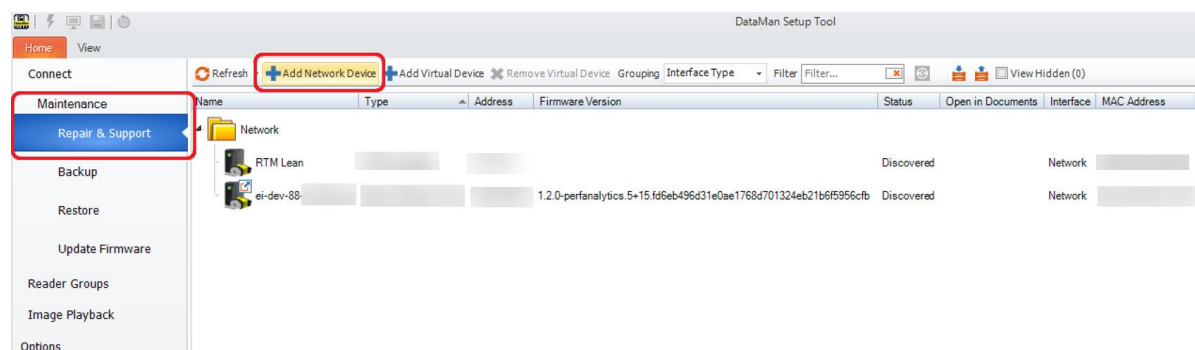 DataMan Setup Tool
Home View
Connect
Maintenance
Repair & Support
Backup
Restore
Update Firmware
Reader Groups
Image Playback
Options
Refresh Add Network Device Add Virtual Device Remove Virtual Device Grouping Interface Type Filter Filter... View Hidden (0)
Name Type Address Firmware Version Status Open in Documents Interface MAC Address
Network
RTM Lean Discovered Network
ei-dev-88- 1.2.0-perfanalytics.5+15.fd6eb496d31e0ae1768d701324eb21b6f5956cfb Discovered Network